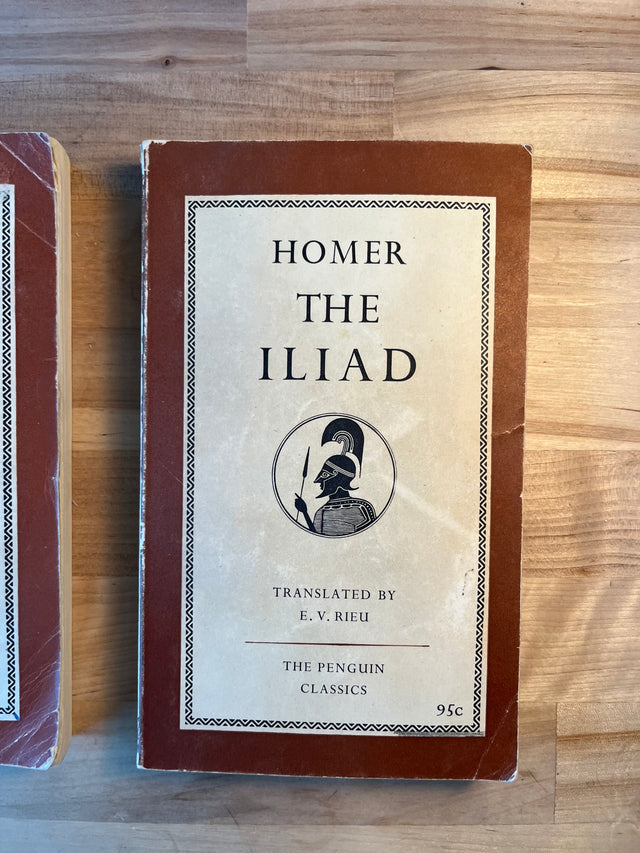 HOMER
THE
ILIAD
TRANSLATED BY
E. V. RIEU
THE PENGUIN
CLASSICS
95c